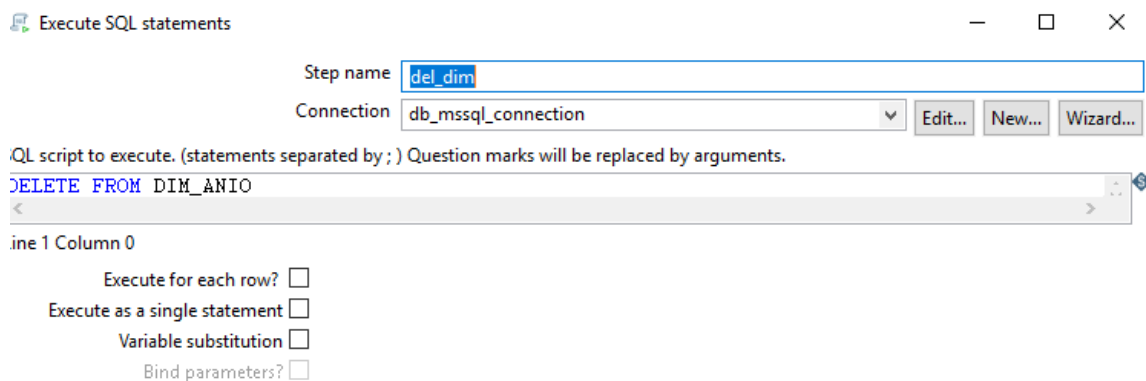 Execute SQL statements
Step name del_dim
Connection db_mssql_connection Edit... New... Wizard...
QL script to execute. (statements separated by ; ) Question marks will be replaced by arguments.
DELETE FROM DIM_ANIO
ine 1 Column 0
Execute for each row?
Execute as a single statement
Variable substitution
Bind parameters?